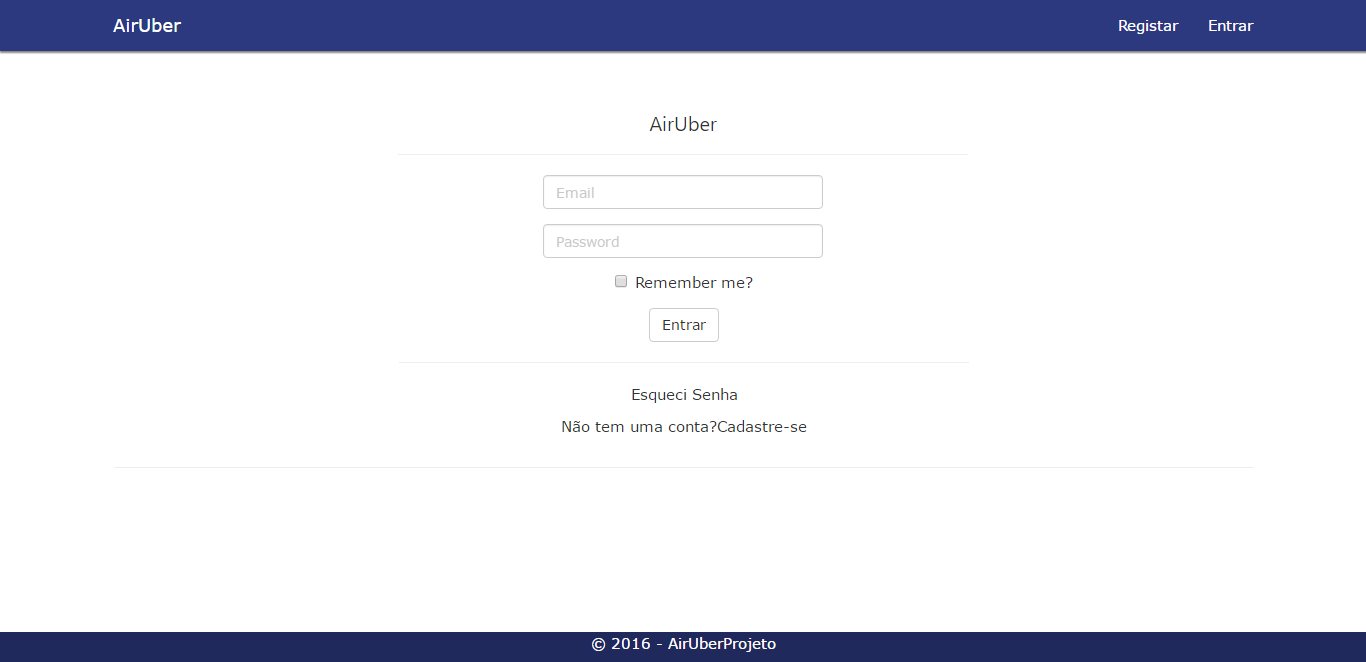 AirUber Registar Entrar
AirUber
Email
Password
Remember me?
Entrar
Esqueci Senha
Não tem uma conta?Cadastre-se
© 2016 - AirUberProjeto